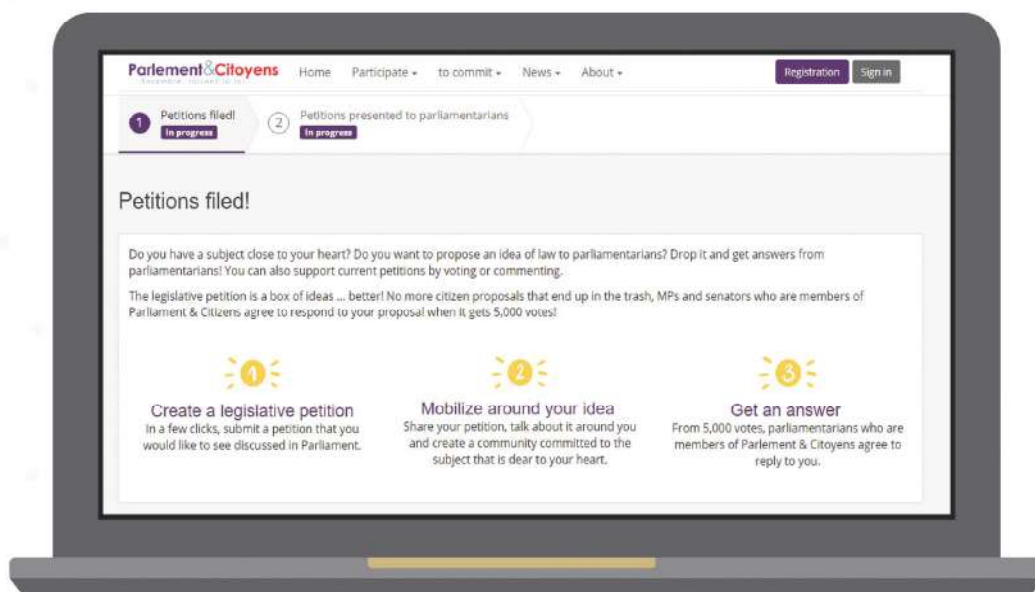 Parlement&Citoyens
Home Participate to commit News About
Registration Sign in
1 Petitions filed!
In progress
2 Petitions presented to parliamentarians
In progress
Petitions filed!
Do you have a subject close to your heart? Do you want to propose an idea of law to parliamentarians? Drop it and get answers from
parliamentarians! You can also support current petitions by voting or commenting.
The legislative petition is a box of ideas ... better! No more citizen proposals that end up in the trash, MPs and senators who are members of
Parliament & Citizens agree to respond to your proposal when it gets 5,000 votes!
1
Create a legislative petition
In a few clicks, submit a petition that you
would like to see discussed in Parliament.
2
Mobilize around your idea
Share your petition, talk about it around you
and create a community committed to the
subject that is dear to your heart.
3
Get an answer
From 5,000 votes, parliamentarians who are
members of Parlement & Citoyens agree to
reply to you.